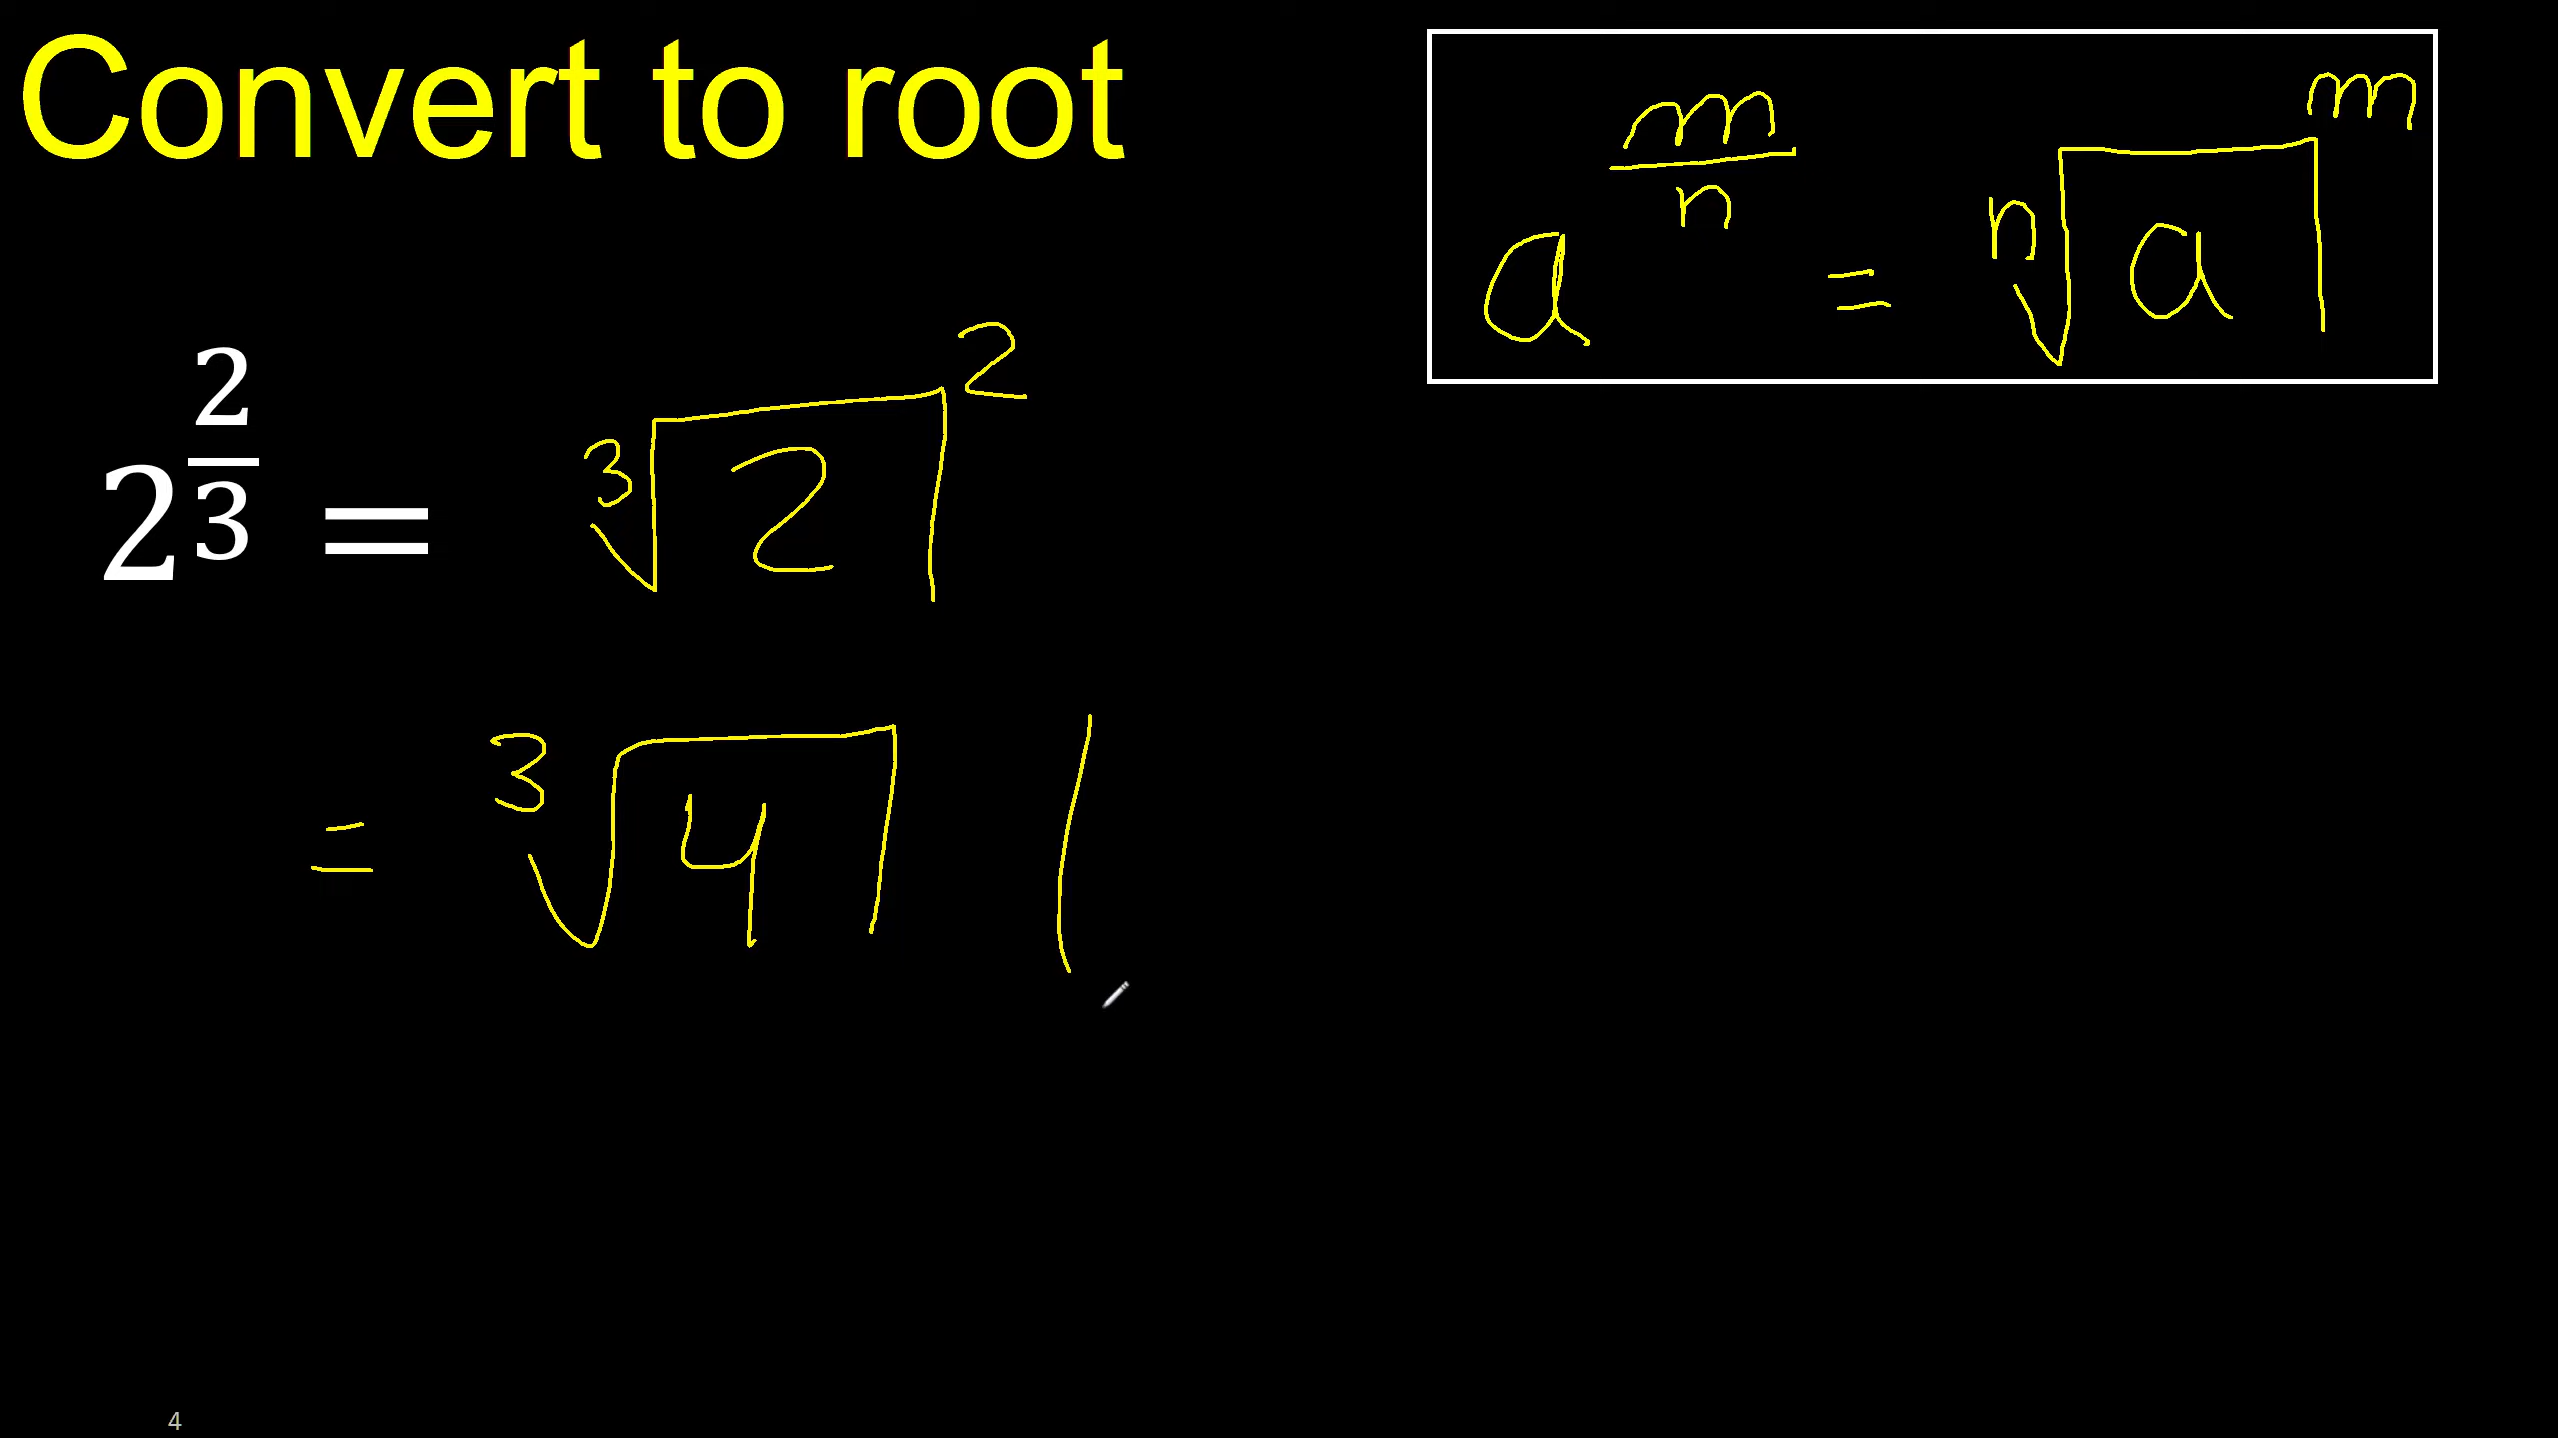 Convert to root
a^(m/n) = ⁿ√a^m
2^(2/3) = ³√2^2
= ³√4 (
4